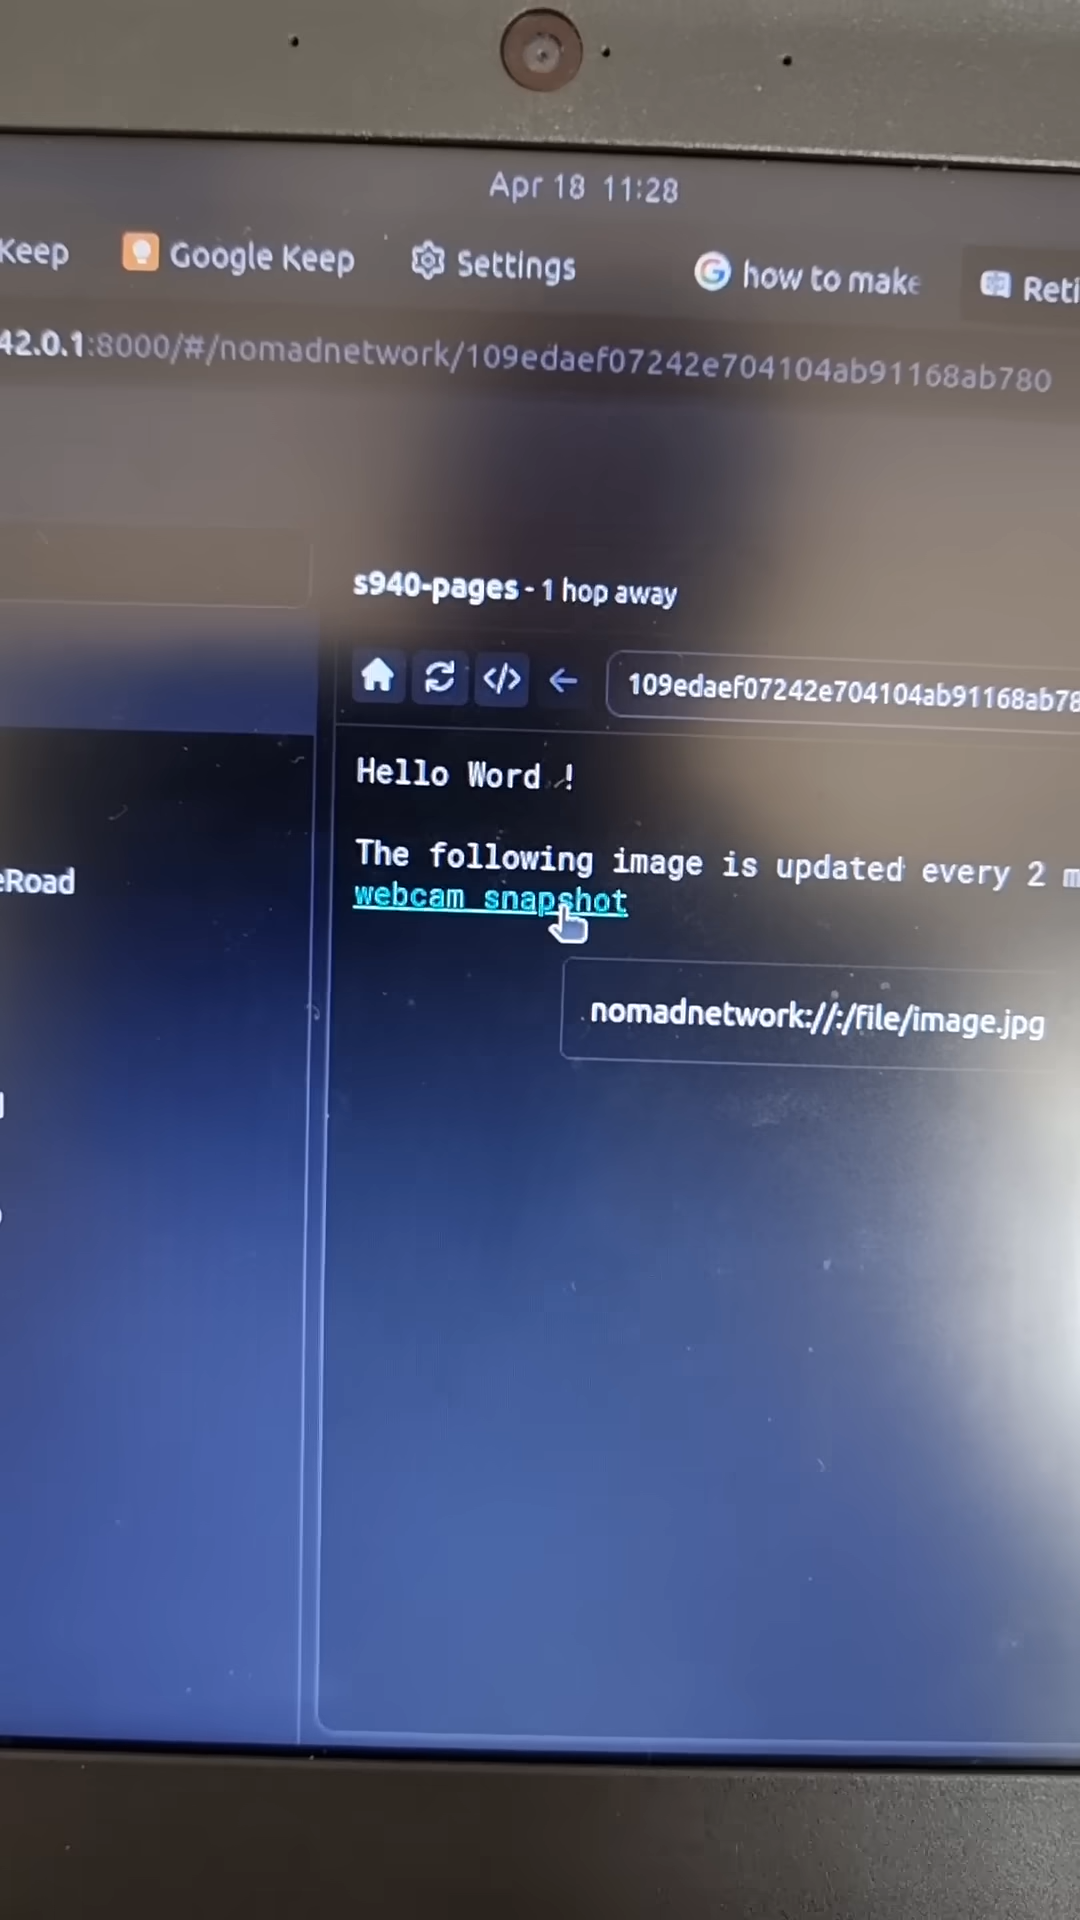 Apr 18 11:28
Keep Google Keep Settings how to make Reti
42.0.1:8000/#/nomadnetwork/109edaef07242e704104ab91168ab780
s940-pages - 1 hop away
109edaef07242e704104ab91168ab78
Hello Word !
The following image is updated every 2 m
eRoad
webcam snapshot
nomadnetwork://:/file/image.jpg